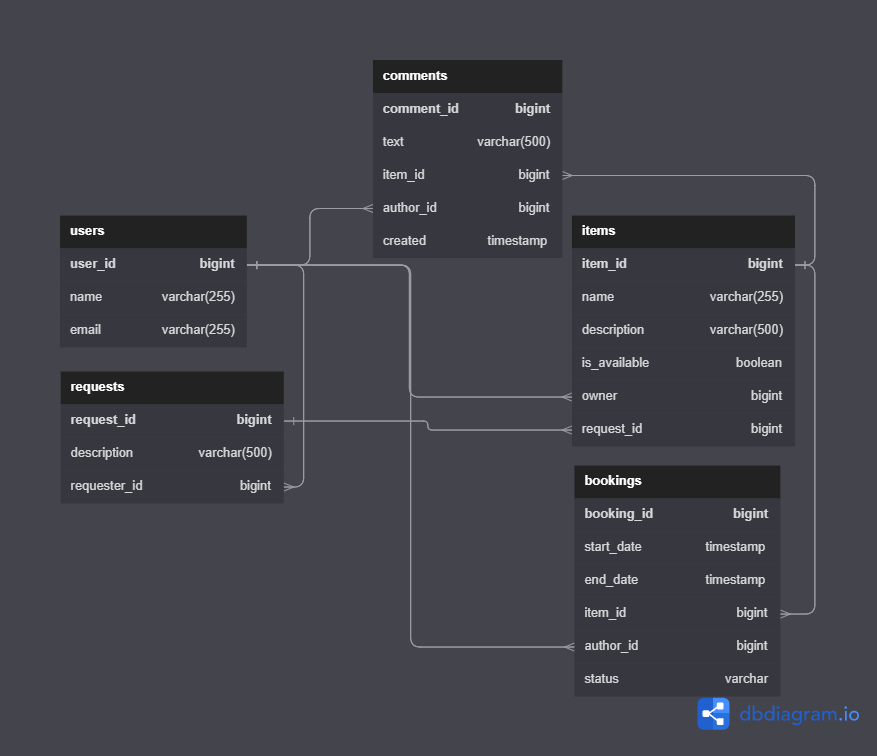 comments
comment_id bigint
text varchar(500)
item_id bigint
author_id bigint
created timestamp
users
user_id bigint
name varchar(255)
email varchar(255)
requests
request_id bigint
description varchar(500)
requester_id bigint
items
item_id bigint
name varchar(255)
description varchar(500)
is_available boolean
owner bigint
request_id bigint
bookings
booking_id bigint
start_date timestamp
end_date timestamp
item_id bigint
author_id bigint
status varchar
dbdiagram.io